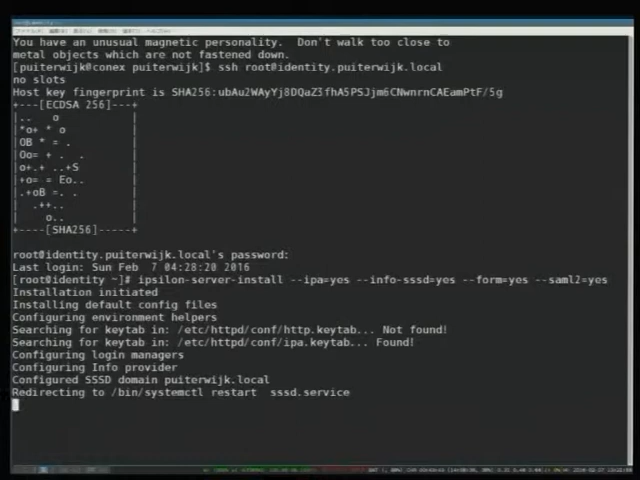 You have an unusual magnetic personality.  Don't walk too close to
metal objects which are not fastened down.
[puiterwijk@conex puiterwijk]$ ssh root@identity.puiterwijk.local
no slots
Host key fingerprint is SHA256:ubAu2WAyYj8DQaZ3fhA5PSJjm6CNwnrnCAEamPtF/5g
+---[ECDSA 256]---+
|..   o           |
|*o+ * o          |
|OB * = .         |
|Oo= + .  .       |
|o+.+ ..+S        |
|+o= = Eo..       |
|.+oB =. .        |
|  .++..          |
|    o..          |
+----[SHA256]-----+
root@identity.puiterwijk.local's password:
Last login: Sun Feb  7 04:28:20 2016
[root@identity ~]# ipsilon-server-install --ipa=yes --info-sssd=yes --form=yes --saml2=yes
Installation initiated
Installing default config files
Configuring environment helpers
Searching for keytab in: /etc/httpd/conf/http.keytab... Not found!
Searching for keytab in: /etc/httpd/conf/ipa.keytab... Found!
Configuring login managers
Configuring Info provider
Configured SSSD domain puiterwijk.local
Redirecting to /bin/systemctl restart  sssd.service